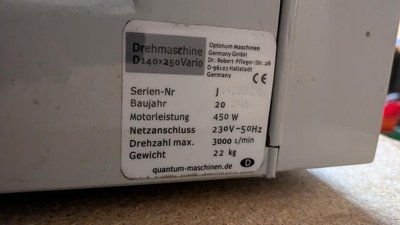 Drehmaschine
D140x250Vario
Optimum Maschinen
Germany GmbH
Dr.-Robert-Pfleger-Str. 26
D-96103 Hallstadt
Germany
CE
Serien-Nr J
Baujahr 20
Motorleistung 450 W
Netzanschluss 230V~50Hz
Drehzahl max. 3000 1/min
Gewicht 22 kg
quantum-maschinen.de D